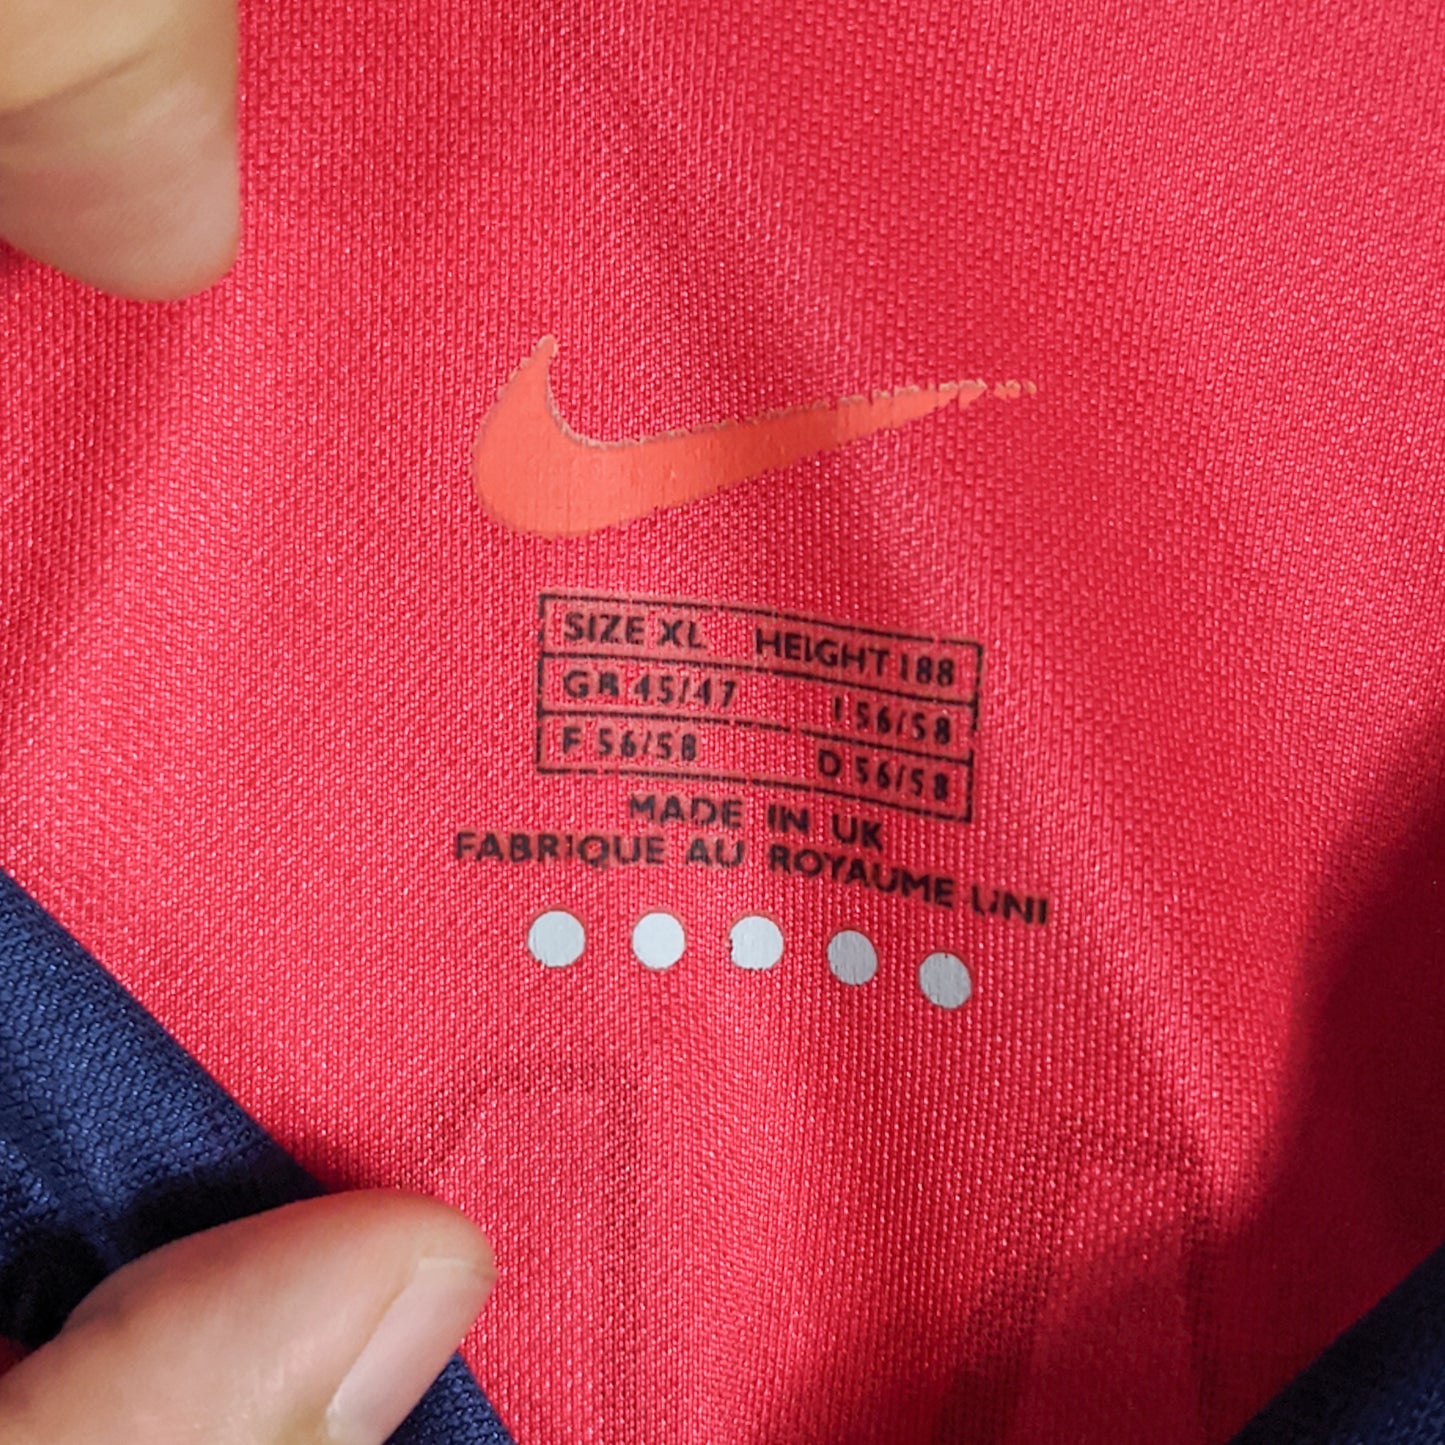 SIZE XL HEIGHT 188
GB 45/47 I 56/58
F 56/58 D 56/58
MADE IN UK
FABRIQUE AU ROYAUME UNI